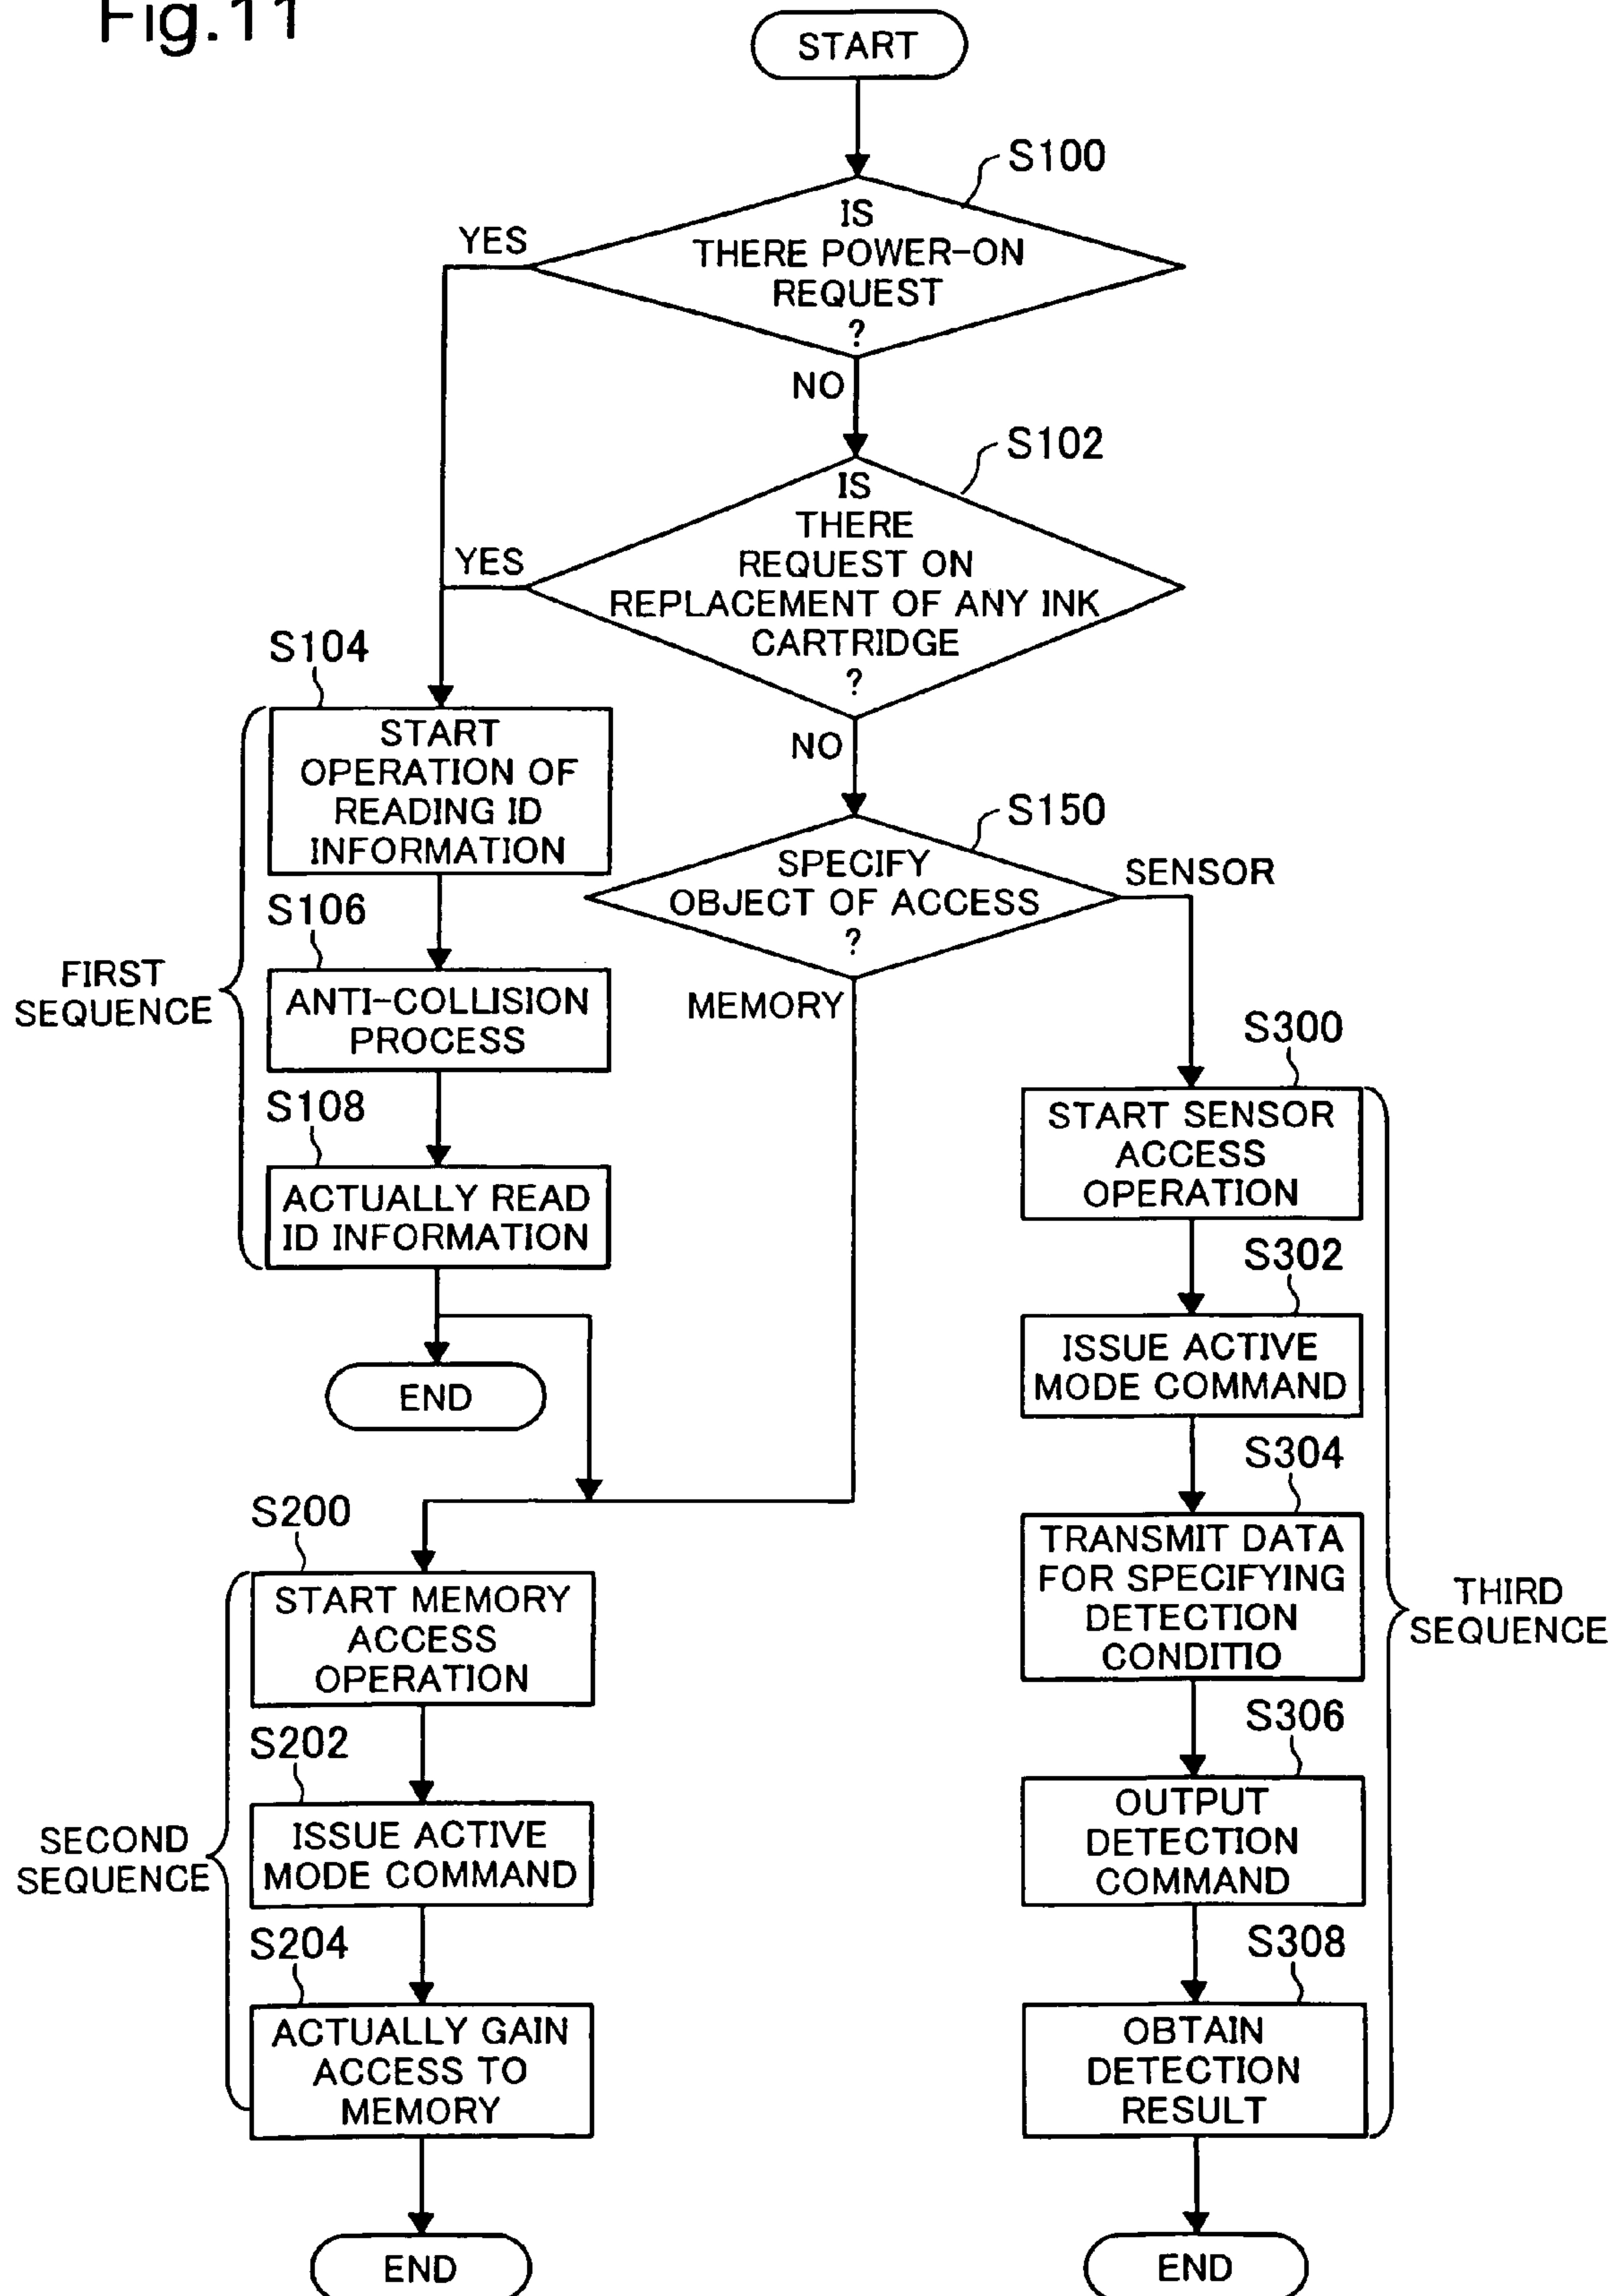 Fig.11
START
S100
IS
THERE POWER-ON
REQUEST
?
YES
NO
S102
IS
THERE
REQUEST ON
REPLACEMENT OF ANY INK
CARTRIDGE
?
YES
NO
S104
START
OPERATION OF
READING ID
INFORMATION
S106
ANTI-COLLISION
PROCESS
S108
ACTUALLY READ
ID INFORMATION
FIRST
SEQUENCE
END
S150
SPECIFY
OBJECT OF ACCESS
?
SENSOR
MEMORY
S200
START MEMORY
ACCESS
OPERATION
S202
ISSUE ACTIVE
MODE COMMAND
S204
ACTUALLY GAIN
ACCESS TO
MEMORY
SECOND
SEQUENCE
END
S300
START SENSOR
ACCESS
OPERATION
S302
ISSUE ACTIVE
MODE COMMAND
S304
TRANSMIT DATA
FOR SPECIFYING
DETECTION
CONDITIO
S306
OUTPUT
DETECTION
COMMAND
S308
OBTAIN
DETECTION
RESULT
THIRD
SEQUENCE
END